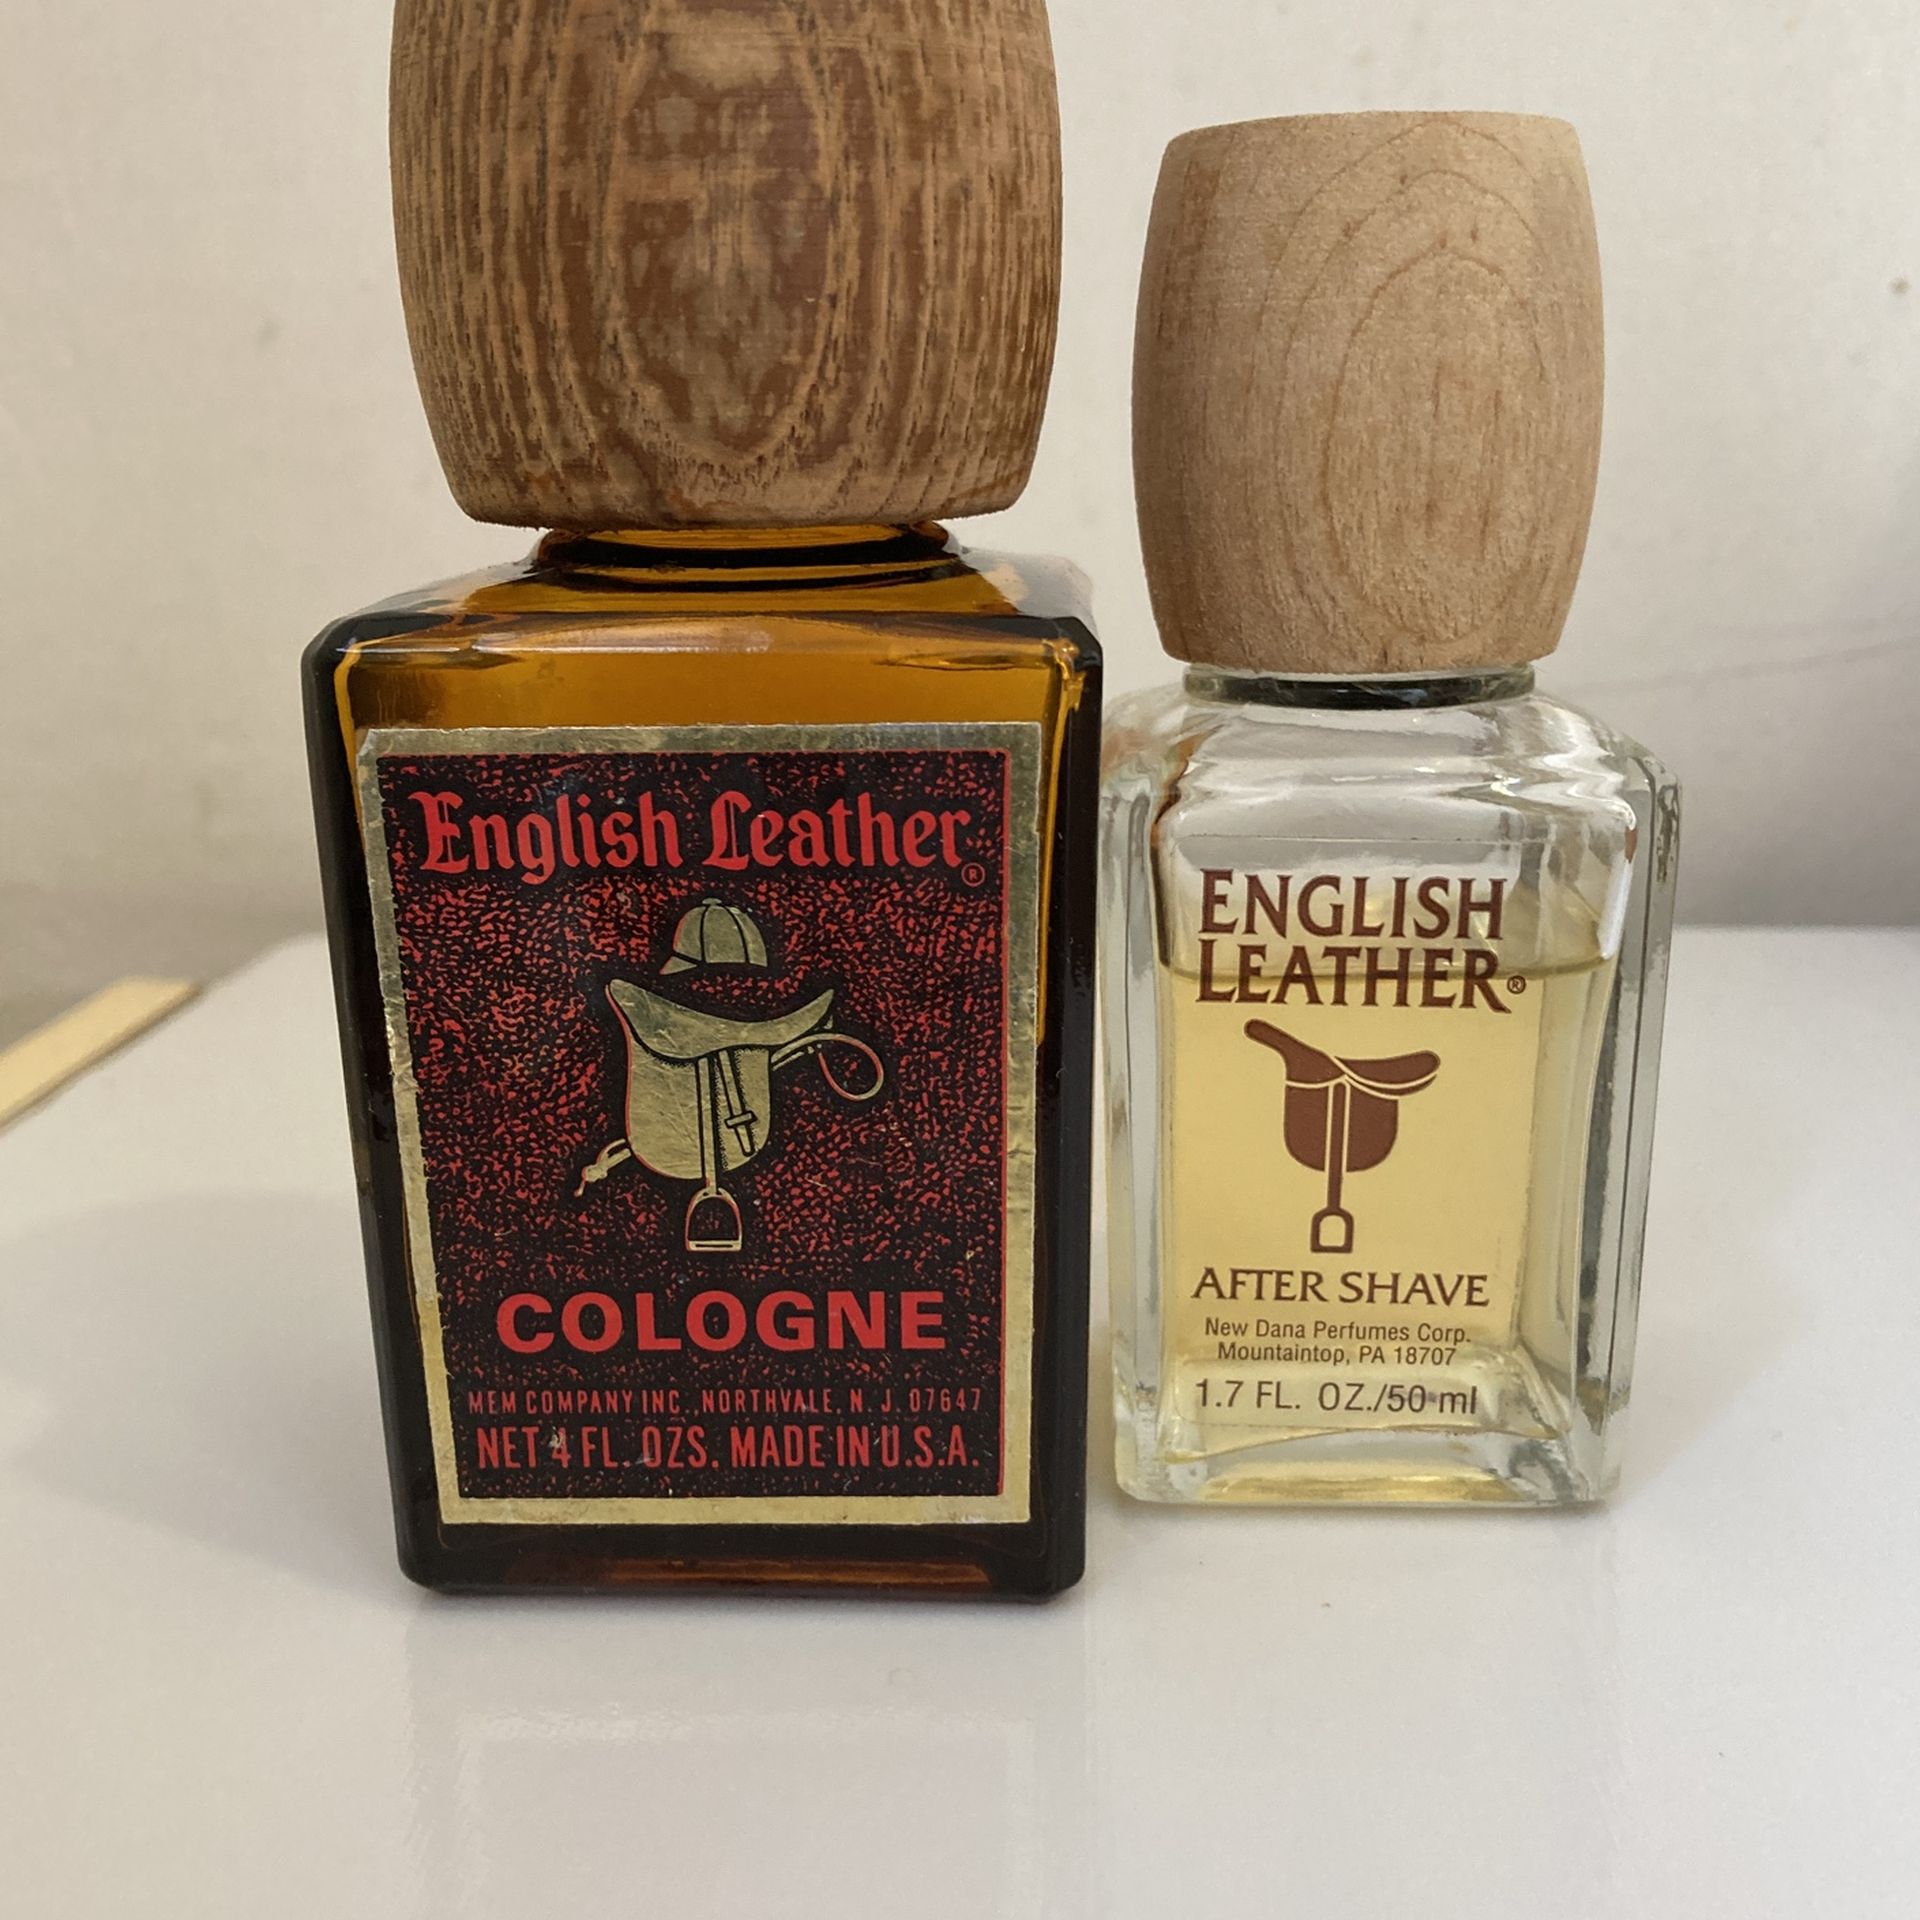 English Leather®
COLOGNE
MEM COMPANY INC., NORTHVALE, N. J. 07647
NET 4 FL. OZS. MADE IN U.S.A.
ENGLISH
LEATHER®
AFTER SHAVE
New Dana Perfumes Corp.
Mountaintop, PA 18707
1.7 FL. OZ./50 ml